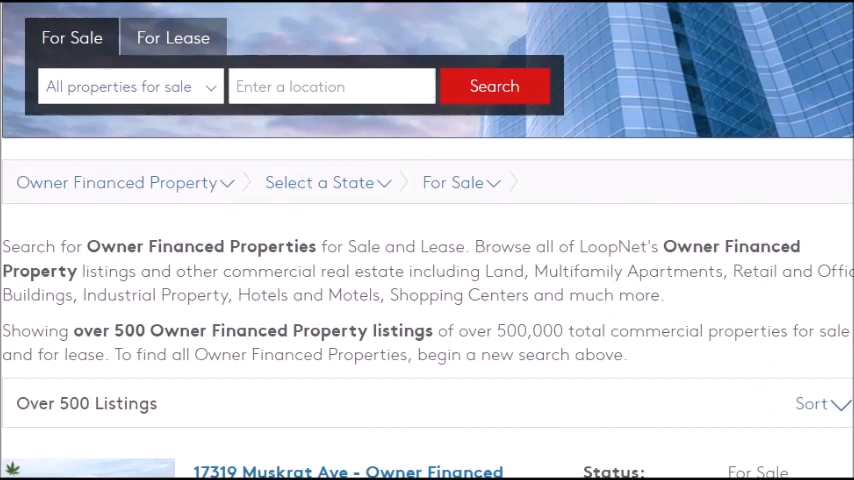 For Sale
For Lease
All properties for sale
Enter a location
Search
Owner Financed Property
Select a State
For Sale
Search for Owner Financed Properties for Sale and Lease. Browse all of LoopNet's Owner Financed
Property listings and other commercial real estate including Land, Multifamily Apartments, Retail and Offic
Buildings, Industrial Property, Hotels and Motels, Shopping Centers and much more.
Showing over 500 Owner Financed Property listings of over 500,000 total commercial properties for sale
and for lease. To find all Owner Financed Properties, begin a new search above.
Over 500 Listings
Sort
17319 Muskrat Ave - Owner Financed
Status:
For Sale